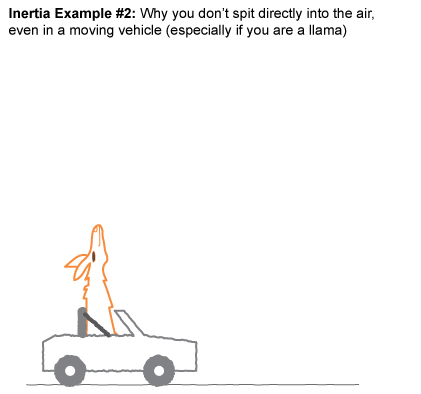 Inertia Example #2: Why you don't spit directly into the air,
even in a moving vehicle (especially if you are a llama)